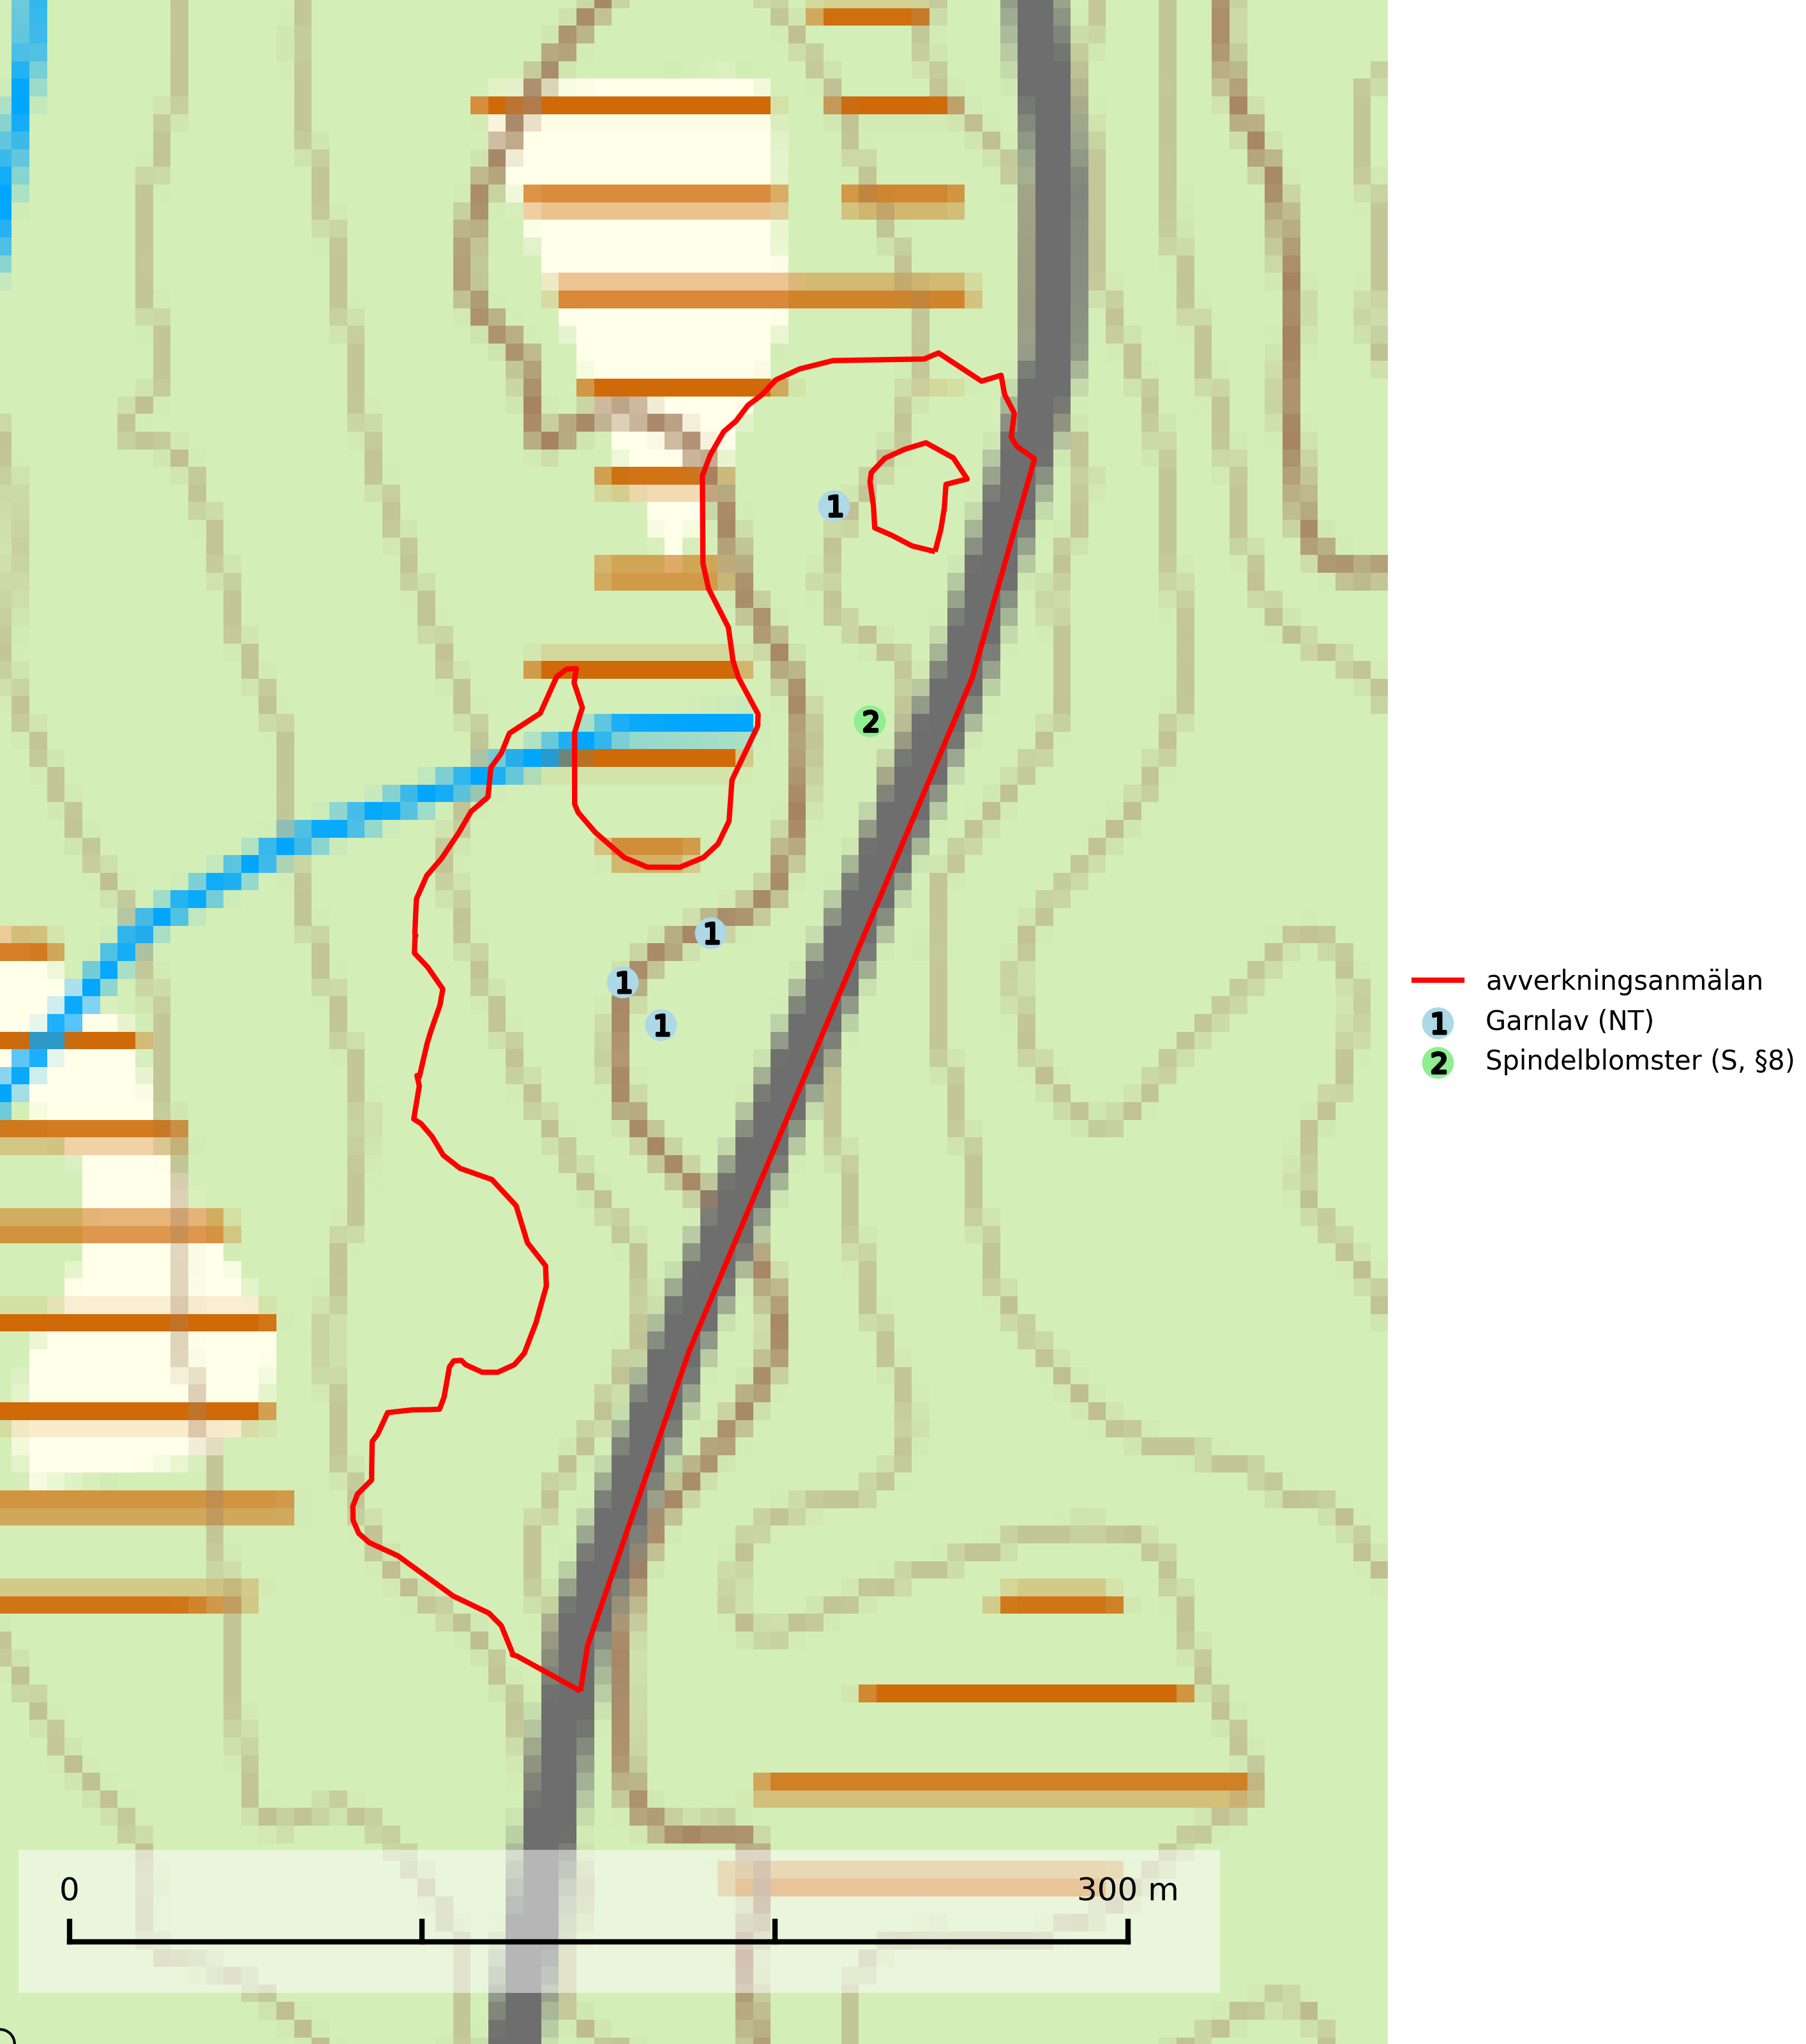 1
2
1
1
1
avverkningsanmälan
1 Garnlav (NT)
2 Spindelblomster (S, §8)
0 300 m